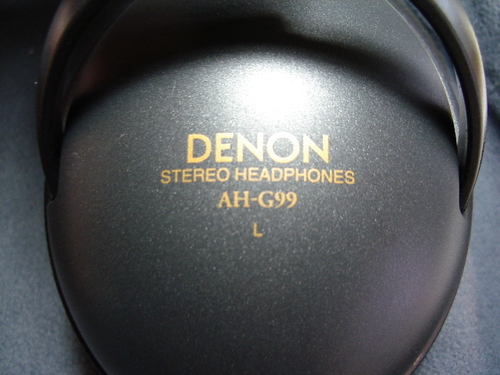 DENON
STEREO HEADPHONES
AH-G99
L